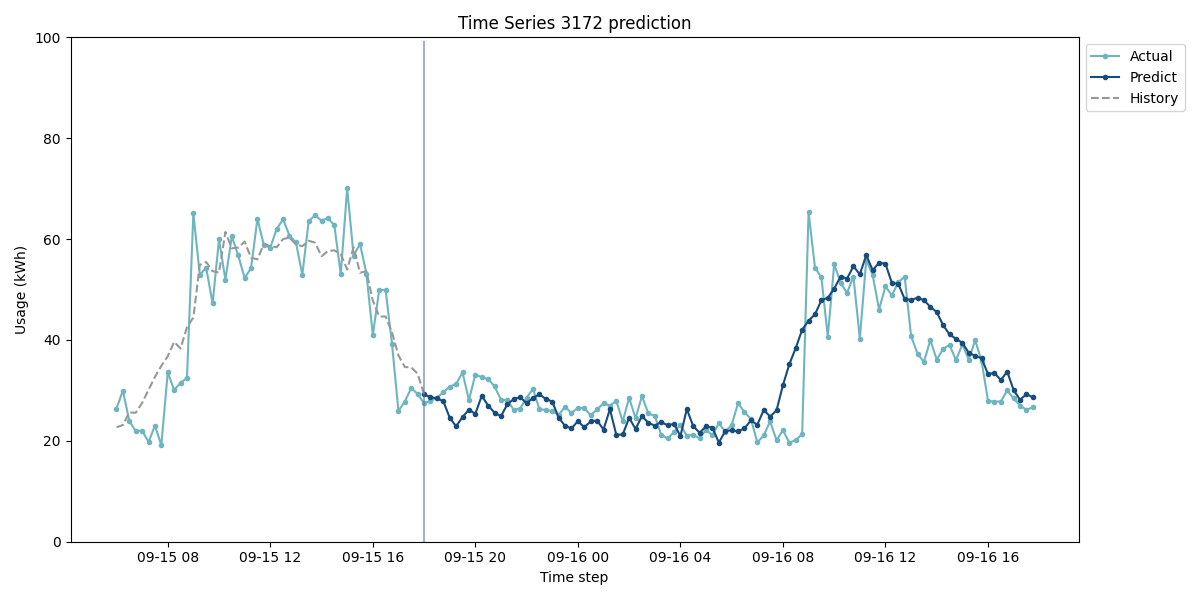 Time Series 3172 prediction
100
80
60
40
20
0
Usage (kWh)
09-15 08
09-15 12
09-15 16
09-15 20
09-16 00
09-16 04
09-16 08
09-16 12
09-16 16
Time step
Actual
Predict
History